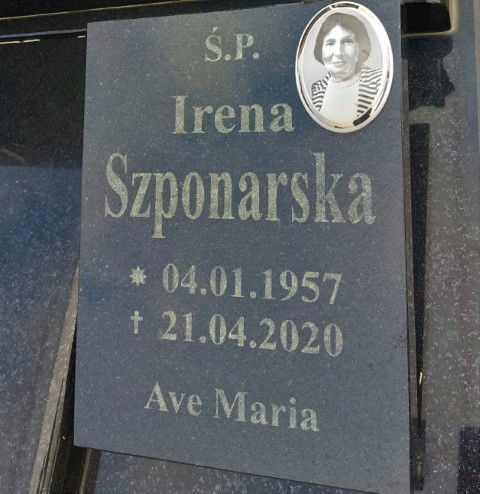 Ś.P.
Irena
Szponarska
* 04.01.1957
† 21.04.2020
Ave Maria